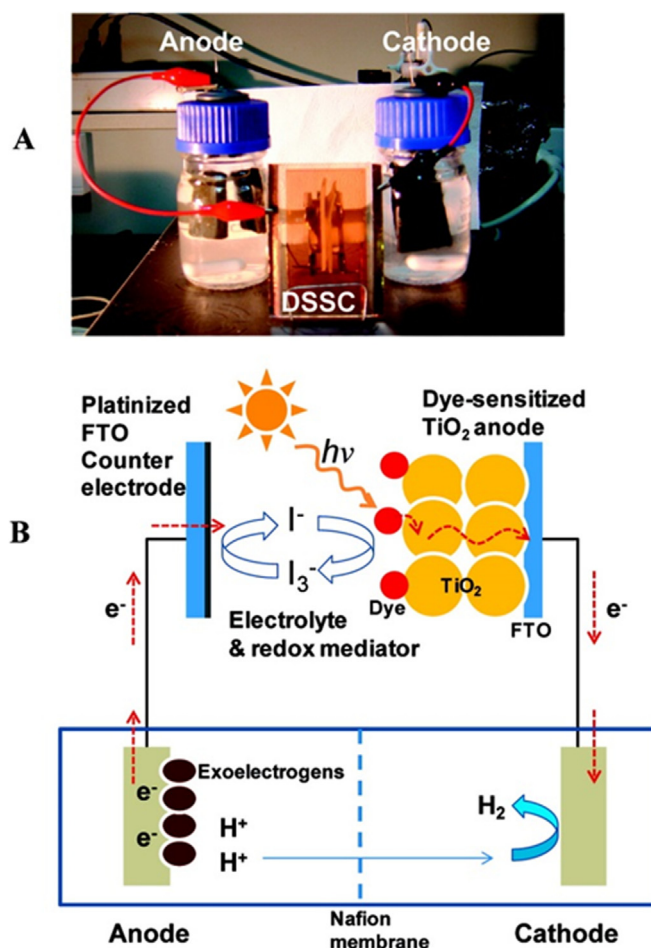 A
Anode
Cathode
DSSC
B
Platinized
FTO
Counter
electrode
hν
Dye-sensitized
TiO₂ anode
I⁻
I₃⁻
Electrolyte
& redox mediator
Dye
TiO₂
FTO
e⁻
e⁻
Exoelectrogens
e⁻
e⁻
H⁺
H⁺
H₂
Anode
Nafion
membrane
Cathode